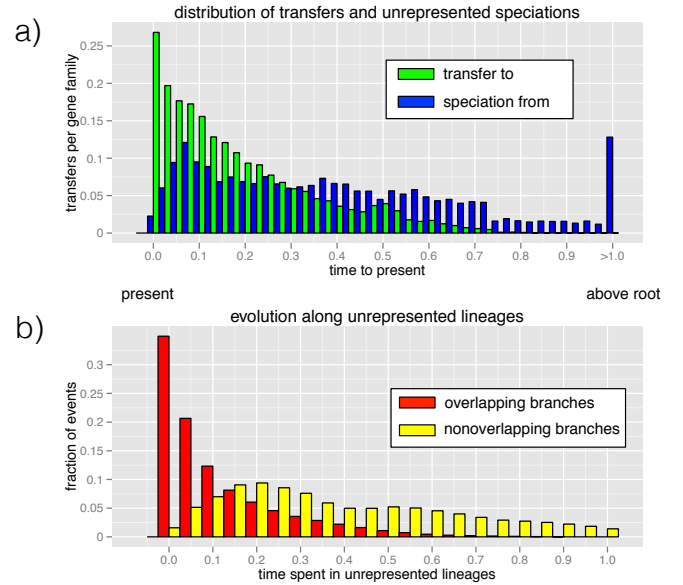 a)
distribution of transfers and unrepresented speciations
transfers per gene family
0.25
0.2
0.15
0.1
0.05
0
transfer to
speciation from
0.0 0.1 0.2 0.3 0.4 0.5 0.6 0.7 0.8 0.9 >1.0
time to present
present above root
b)
evolution along unrepresented lineages
fraction of events
0.3
0.25
0.2
0.15
0.1
0.05
0
overlapping branches
nonoverlapping branches
0.0 0.1 0.2 0.3 0.4 0.5 0.6 0.7 0.8 0.9 1.0
time spent in unrepresented lineages